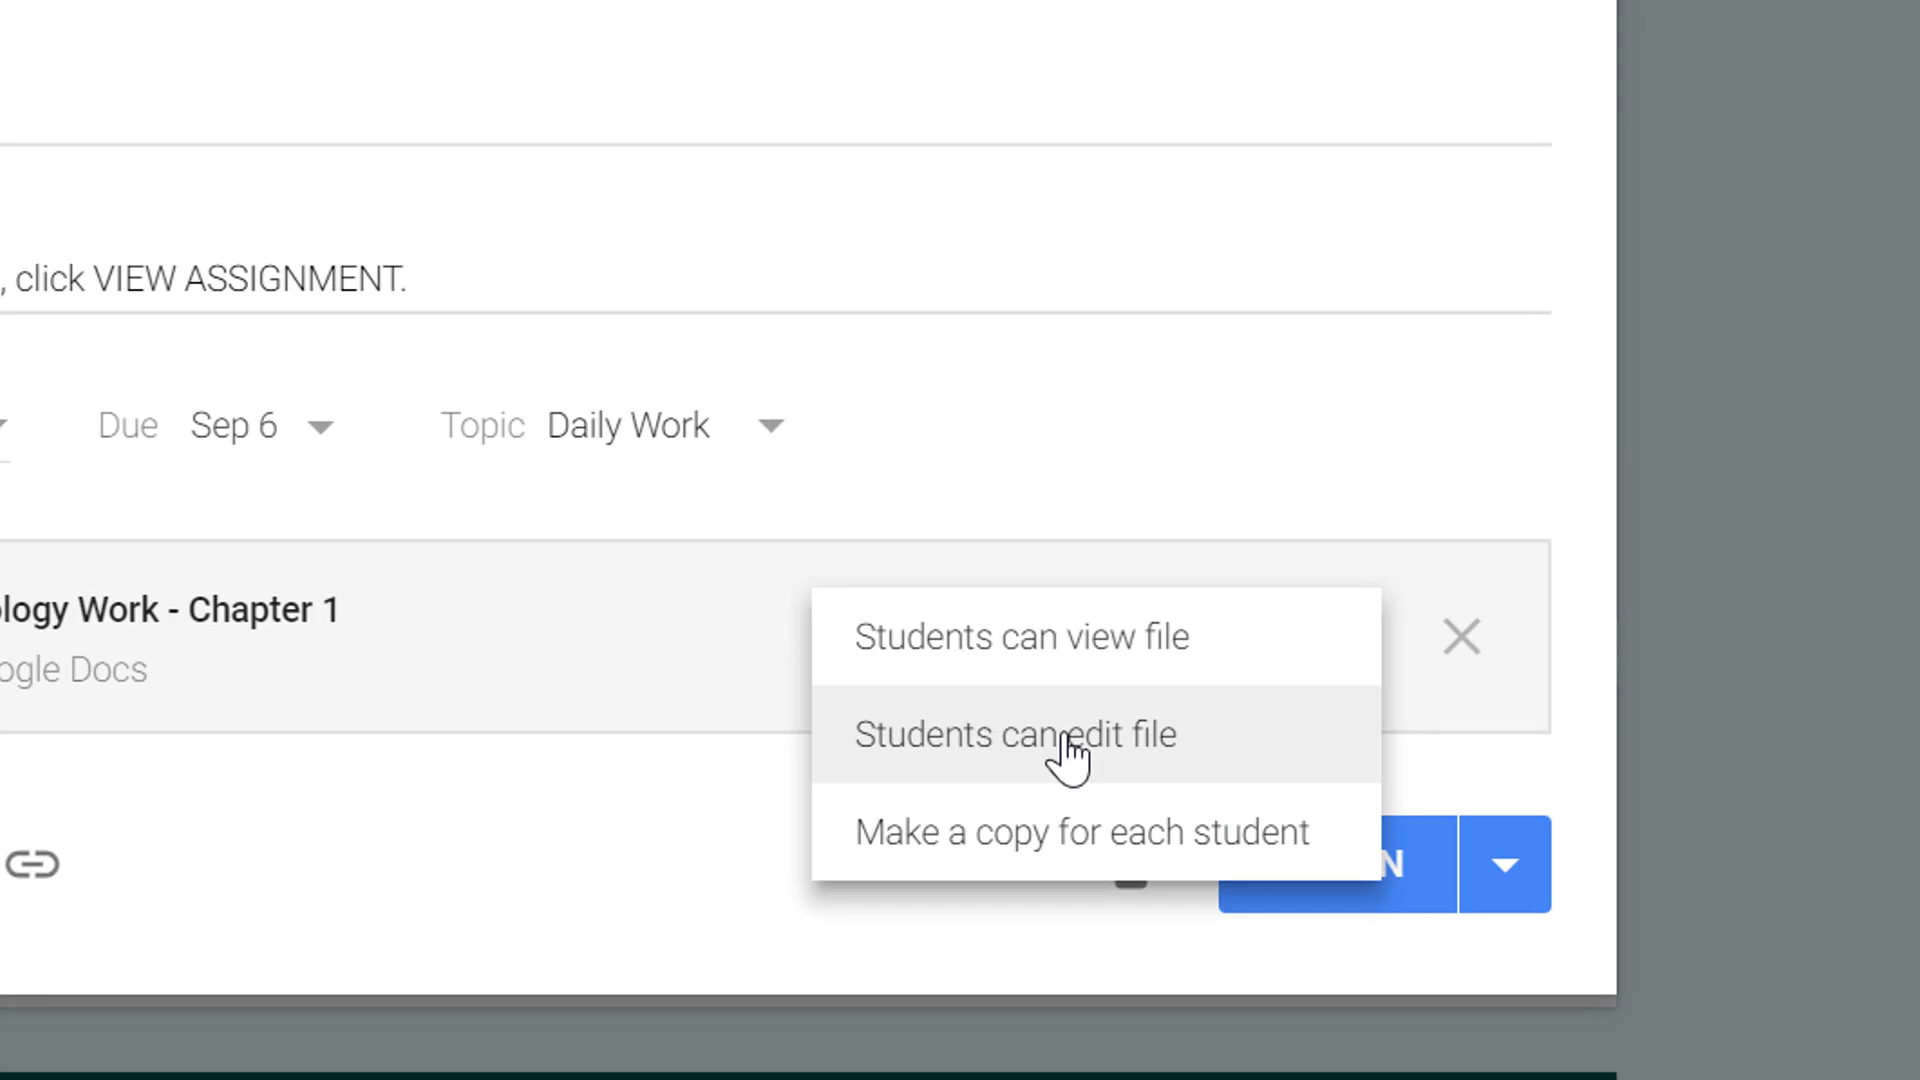 , click VIEW ASSIGNMENT.
Due Sep 6 Topic Daily Work
ology Work - Chapter 1
ogle Docs
Students can view file
Students can edit file
Make a copy for each student
N